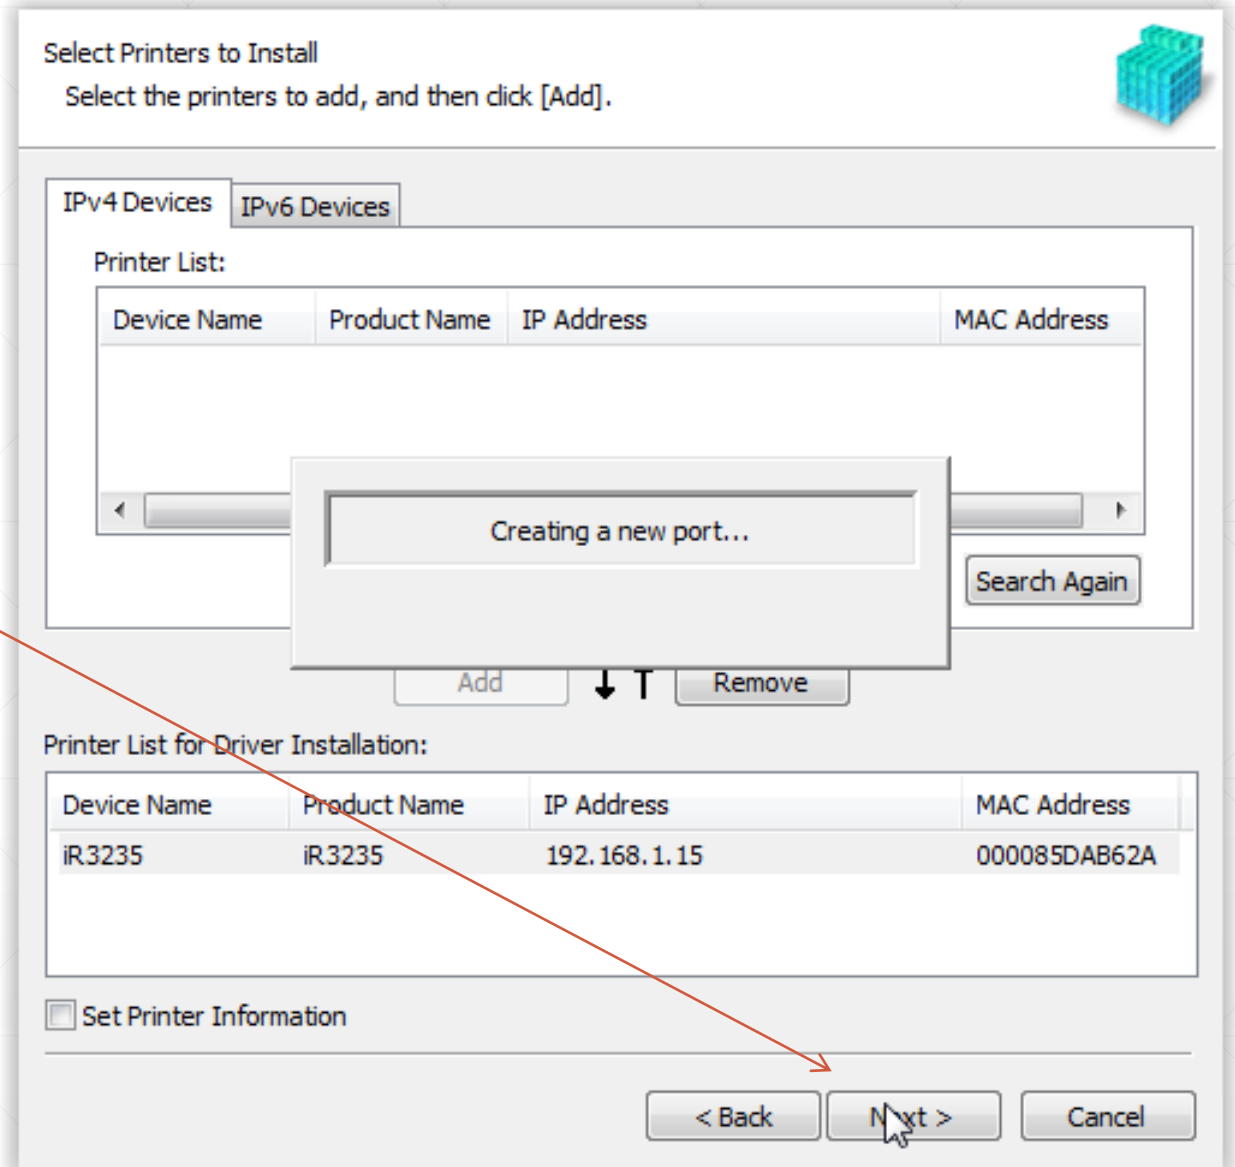 Select Printers to Install
Select the printers to add, and then click [Add].
IPv4 Devices IPv6 Devices
Printer List:
Device Name Product Name IP Address MAC Address
Creating a new port...
Search Again
Add Remove
Printer List for Driver Installation:
Device Name Product Name IP Address MAC Address
iR3235 iR3235 192.168.1.15 000085DAB62A
Set Printer Information
< Back Next > Cancel